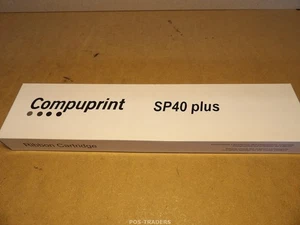 Compuprint
SP40 plus
Ribbon Cartridge
POS-TRADERS